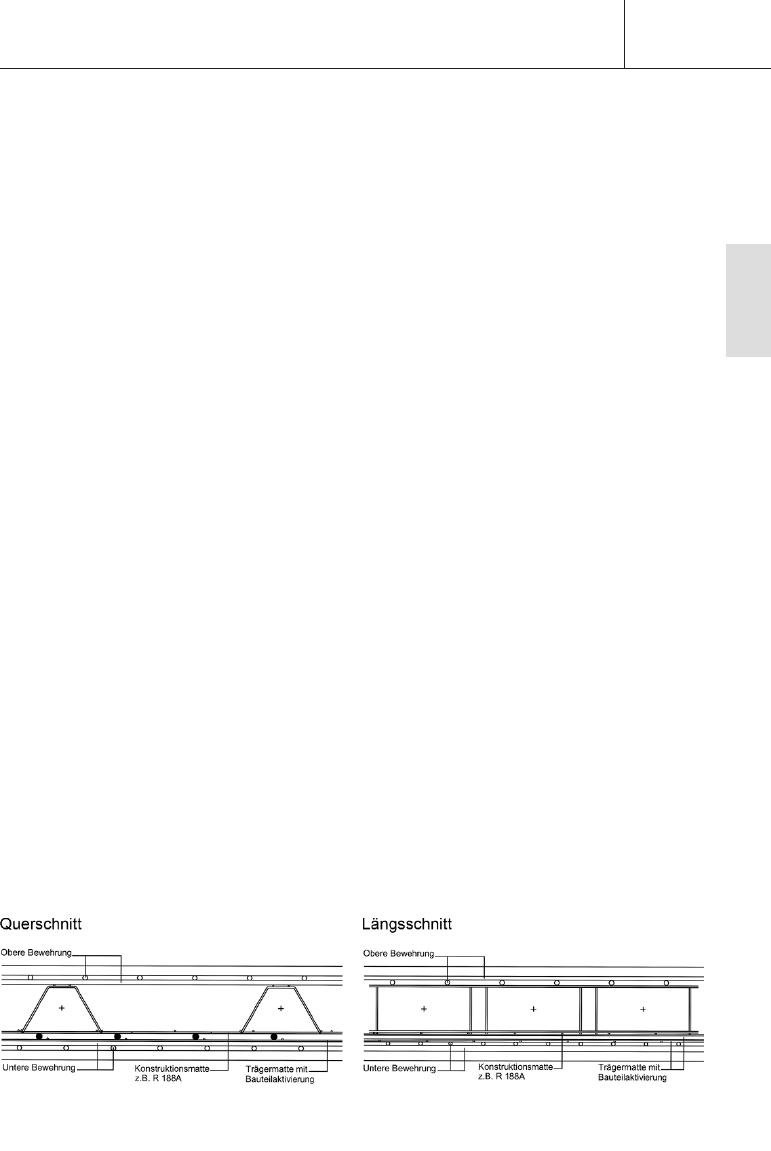 Querschnitt
Obere Bewehrung
Untere Bewehrung
Konstruktionsmatte
z.B. R 188A
Trägermatte mit
Bauteilaktivierung
Längsschnitt
Obere Bewehrung
Untere Bewehrung
Konstruktionsmatte
z.B. R 188A
Trägermatte mit
Bauteilaktivierung